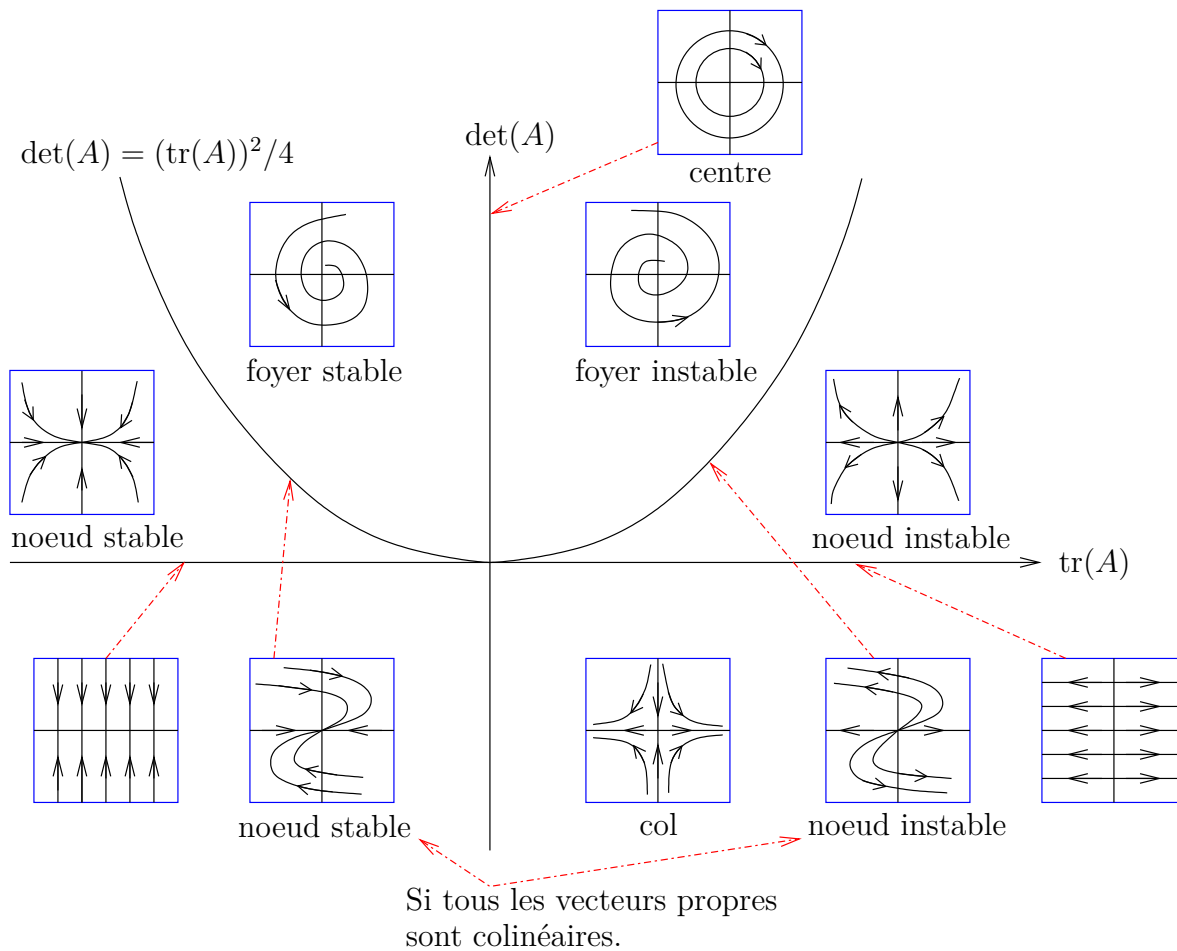 centre
det(A)
det(A) = (tr(A))²/4
foyer stable
foyer instable
noeud stable
noeud instable
tr(A)
noeud stable
col
noeud instable
Si tous les vecteurs propres
sont colinéaires.